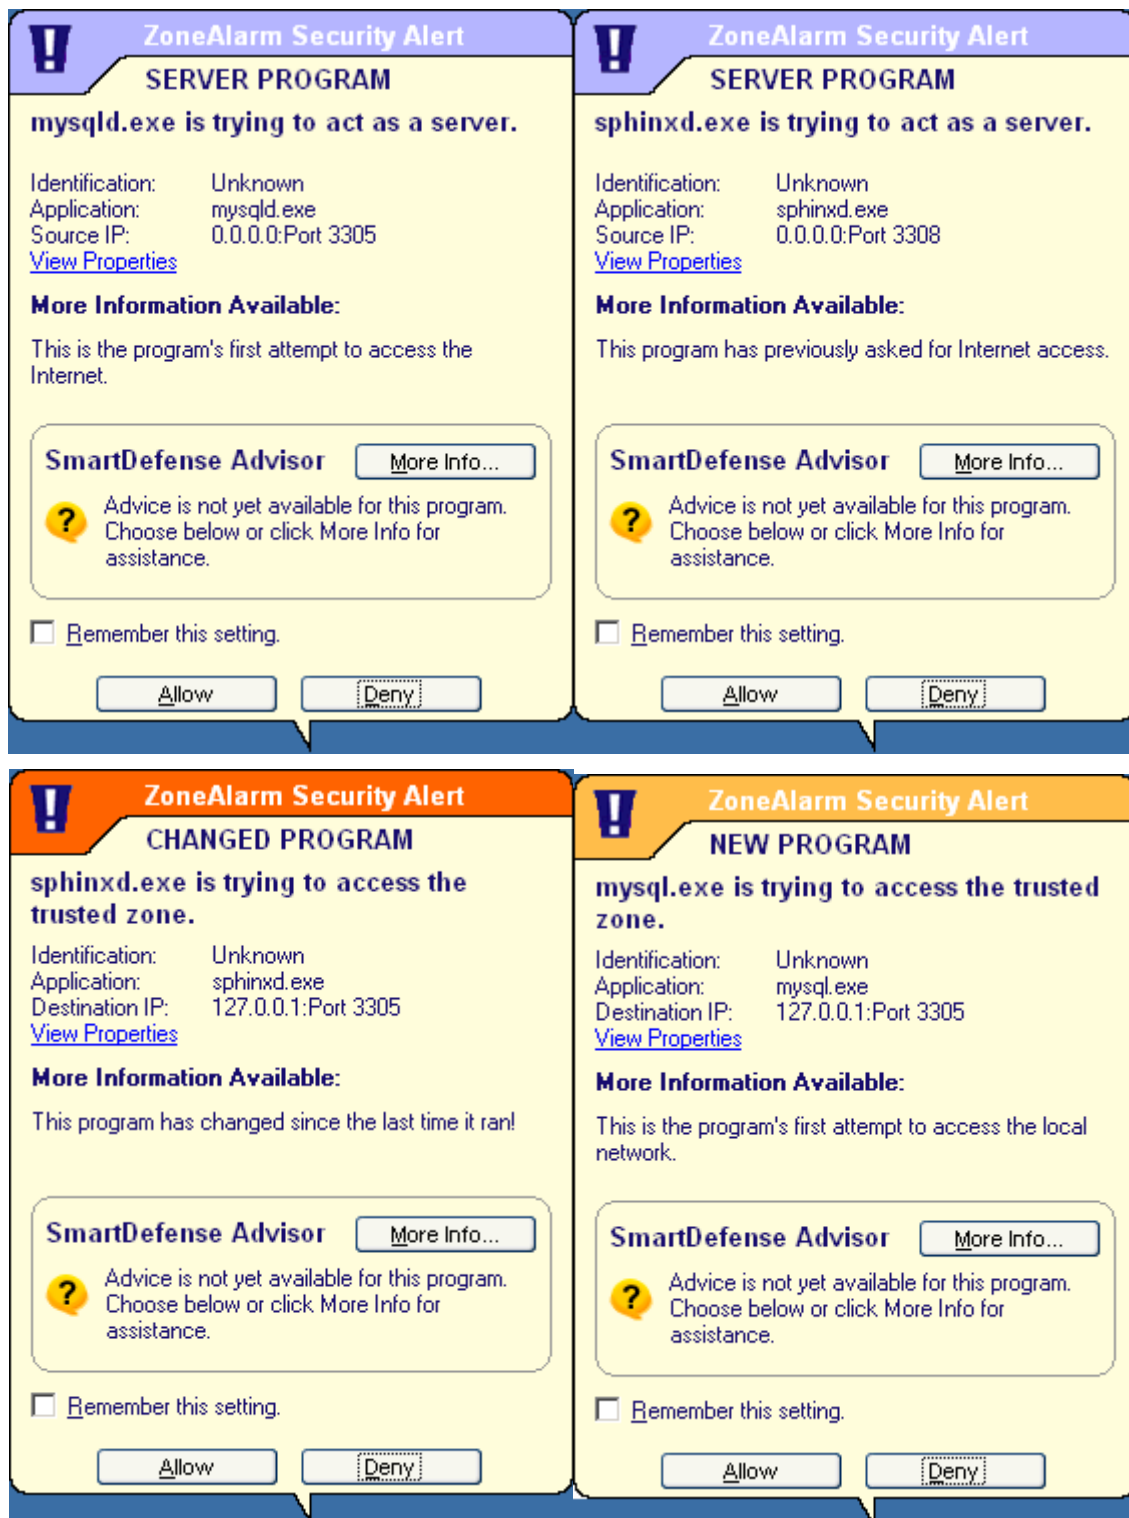 ZoneAlarm Security Alert
SERVER PROGRAM
mysqld.exe is trying to act as a server.
Identification: Unknown
Application: mysqld.exe
Source IP: 0.0.0.0:Port 3305
View Properties
More Information Available:
This is the program's first attempt to access the
Internet.
SmartDefense Advisor More Info...
Advice is not yet available for this program.
Choose below or click More Info for
assistance.
Remember this setting.
Allow Deny
ZoneAlarm Security Alert
SERVER PROGRAM
sphinxd.exe is trying to act as a server.
Identification: Unknown
Application: sphinxd.exe
Source IP: 0.0.0.0:Port 3308
View Properties
More Information Available:
This program has previously asked for Internet access.
SmartDefense Advisor More Info...
Advice is not yet available for this program.
Choose below or click More Info for
assistance.
Remember this setting.
Allow Deny
ZoneAlarm Security Alert
CHANGED PROGRAM
sphinxd.exe is trying to access the
trusted zone.
Identification: Unknown
Application: sphinxd.exe
Destination IP: 127.0.0.1:Port 3305
View Properties
More Information Available:
This program has changed since the last time it ran!
SmartDefense Advisor More Info...
Advice is not yet available for this program.
Choose below or click More Info for
assistance.
Remember this setting.
Allow Deny
ZoneAlarm Security Alert
NEW PROGRAM
mysql.exe is trying to access the trusted
zone.
Identification: Unknown
Application: mysql.exe
Destination IP: 127.0.0.1:Port 3305
View Properties
More Information Available:
This is the program's first attempt to access the local
network.
SmartDefense Advisor More Info...
Advice is not yet available for this program.
Choose below or click More Info for
assistance.
Remember this setting.
Allow Deny